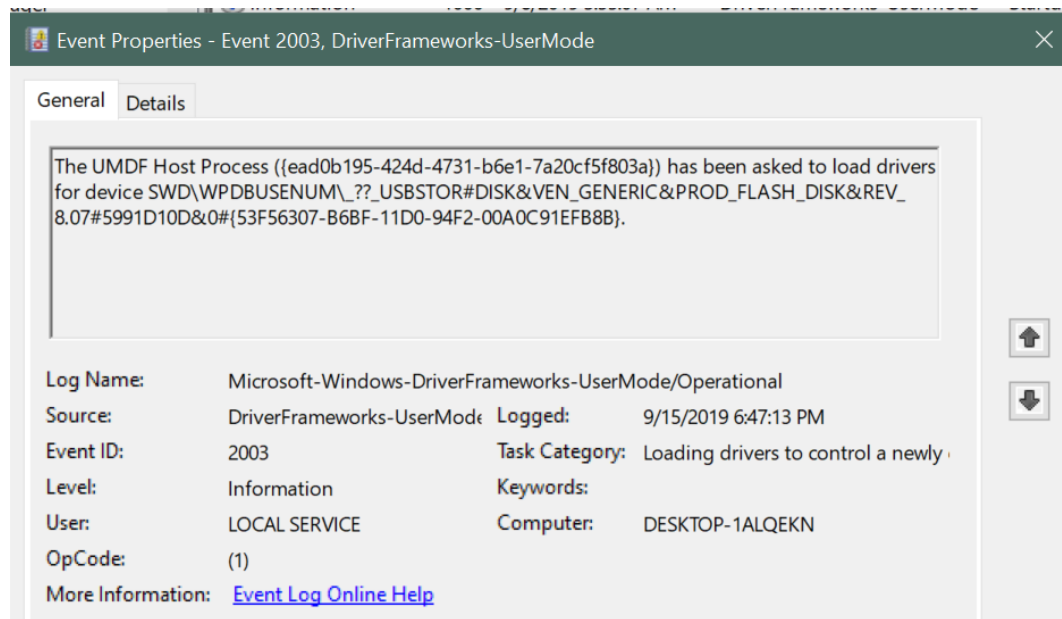 Event Properties - Event 2003, DriverFrameworks-UserMode
General Details
The UMDF Host Process ({ead0b195-424d-4731-b6e1-7a20cf5f803a}) has been asked to load drivers
for device SWD\WPDBUSENUM\_??_USBSTOR#DISK&VEN_GENERIC&PROD_FLASH_DISK&REV_
8.07#5991D10D&0#{53F56307-B6BF-11D0-94F2-00A0C91EFB8B}.
Log Name: Microsoft-Windows-DriverFrameworks-UserMode/Operational
Source: DriverFrameworks-UserMode Logged: 9/15/2019 6:47:13 PM
Event ID: 2003 Task Category: Loading drivers to control a newly
Level: Information Keywords:
User: LOCAL SERVICE Computer: DESKTOP-1ALQEKN
OpCode: (1)
More Information: Event Log Online Help